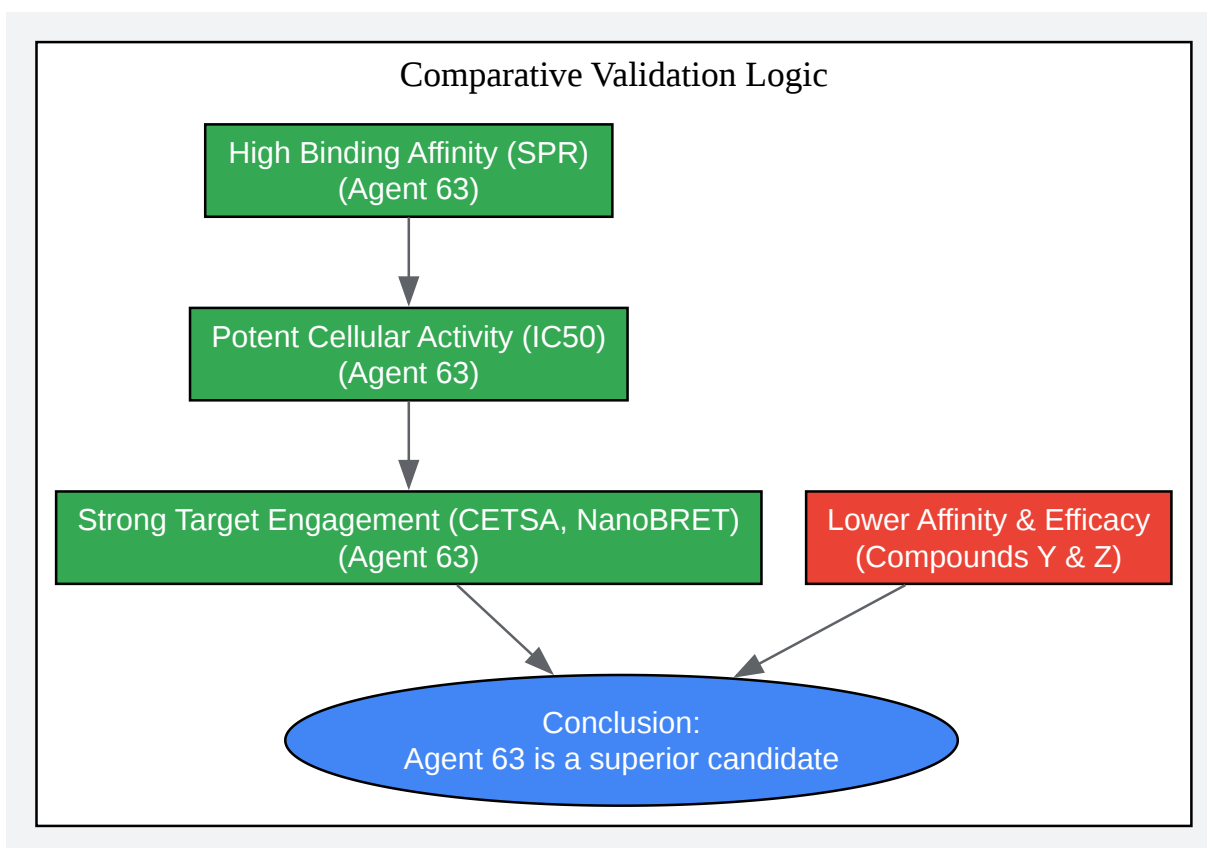 Comparative Validation Logic
High Binding Affinity (SPR)
(Agent 63)
Potent Cellular Activity (IC50)
(Agent 63)
Strong Target Engagement (CETSA, NanoBRET)
(Agent 63)
Lower Affinity & Efficacy
(Compounds Y & Z)
Conclusion:
Agent 63 is a superior candidate